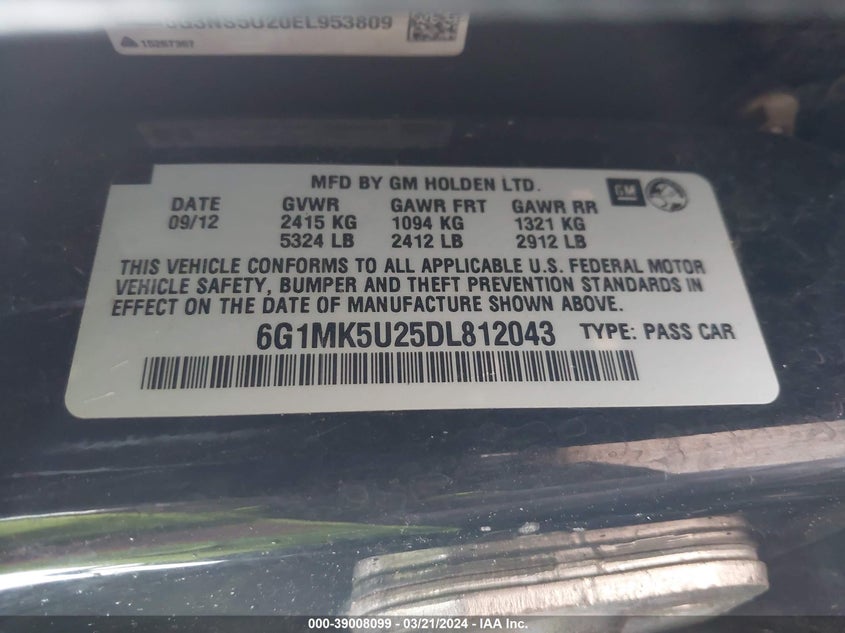 6G3NS5U20EL953809
15267367
MFD BY GM HOLDEN LTD.
GM
DATE GVWR GAWR FRT GAWR RR
09/12 2415 KG 1094 KG 1321 KG
5324 LB 2412 LB 2912 LB
THIS VEHICLE CONFORMS TO ALL APPLICABLE U.S. FEDERAL MOTOR
VEHICLE SAFETY, BUMPER AND THEFT PREVENTION STANDARDS IN
EFFECT ON THE DATE OF MANUFACTURE SHOWN ABOVE.
6G1MK5U25DL812043 TYPE: PASS CAR
000-39008099 — 03/21/2024 — IAA Inc.